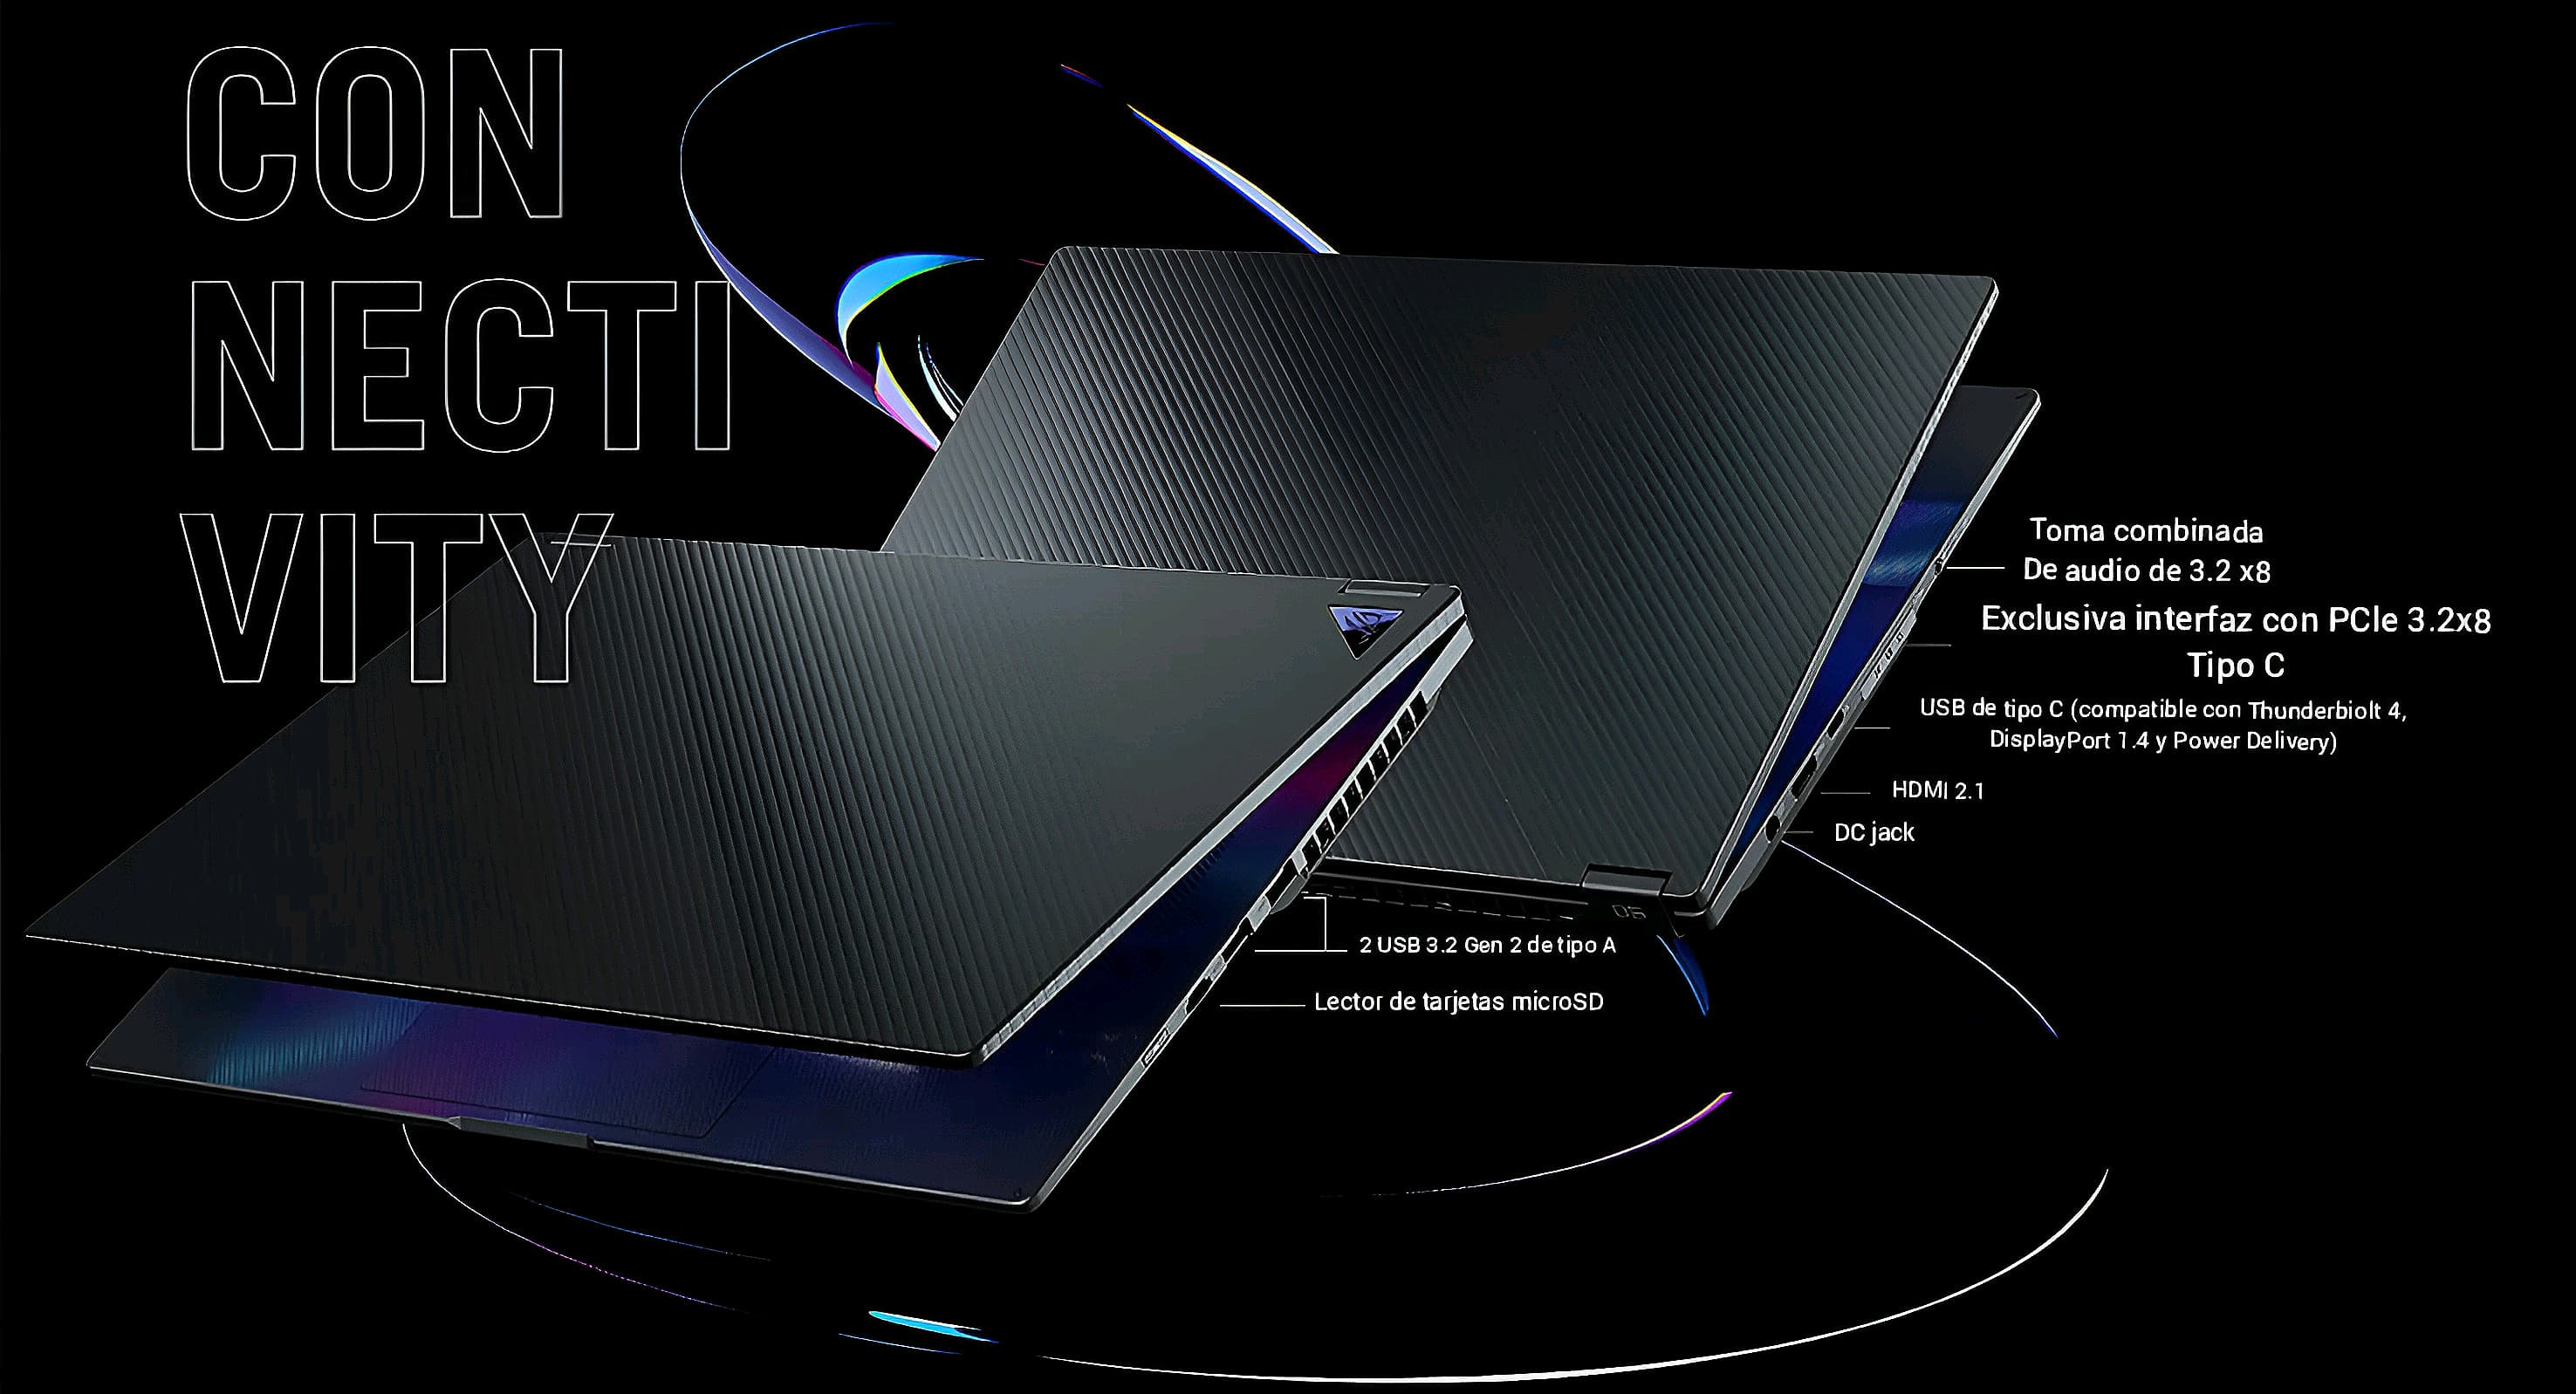 CON
NECTI
VITY
Toma combinada
De audio de 3.2 x8
Exclusiva interfaz con PCIe 3.2x8
Tipo C
USB de tipo C (compatible con Thunderbiolt 4,
DisplayPort 1.4 y Power Delivery)
HDMI 2.1
DC jack
2 USB 3.2 Gen 2 de tipo A
Lector de tarjetas microSD